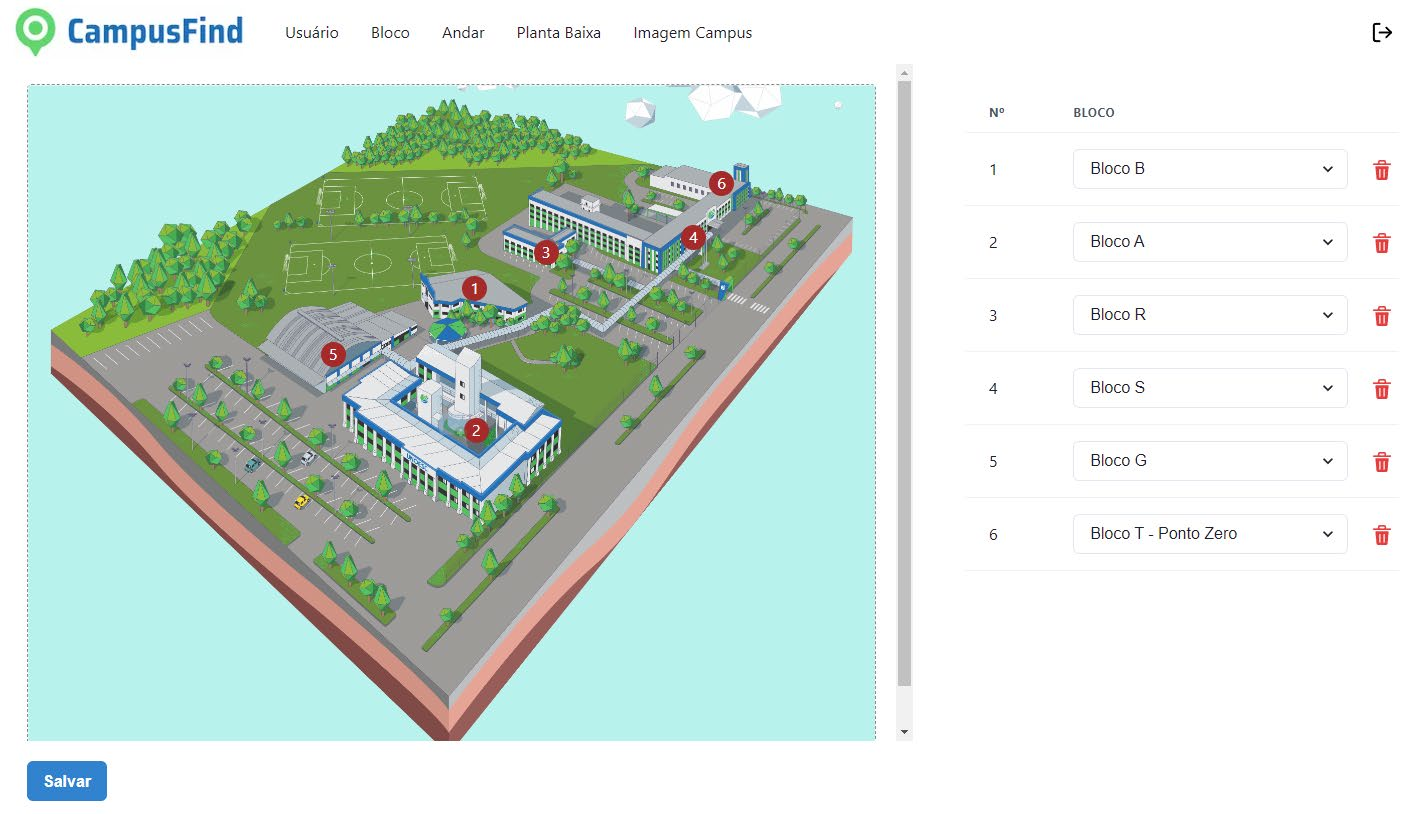 CampusFind Usuário Bloco Andar Planta Baixa Imagem Campus
6
4
3
1
5
2
Nº BLOCO
1 Bloco B
2 Bloco A
3 Bloco R
4 Bloco S
5 Bloco G
6 Bloco T - Ponto Zero
Salvar